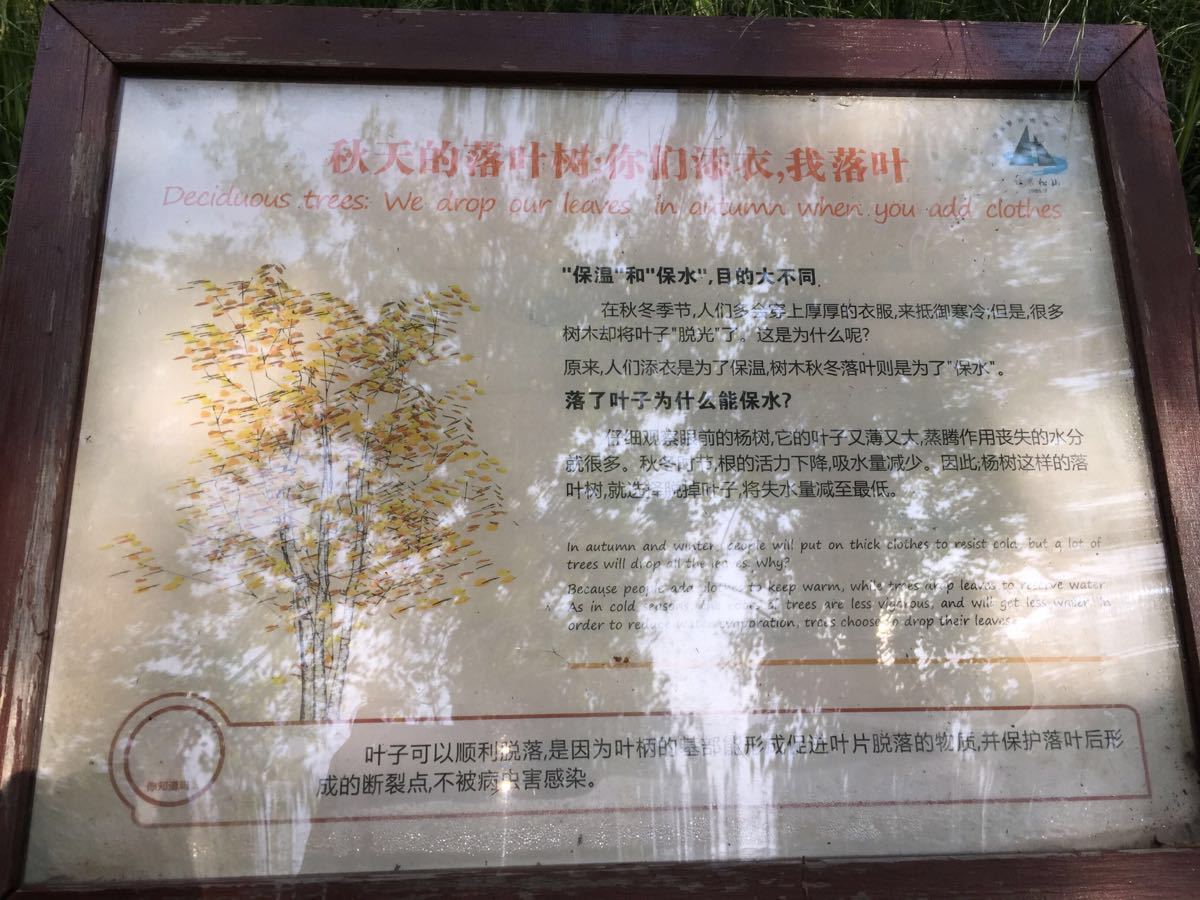 秋天的落叶树:你们添衣,我落叶
Deciduous trees: We drop our leaves in autumn when you add clothes
"保温"和"保水",目的大不同.
在秋冬季节,人们多会穿上厚厚的衣服,来抵御寒冷;但是,很多
树木却将叶子"脱光"了。这是为什么呢?
原来,人们添衣是为了保温,树木秋冬落叶则是为了"保水"。
落了叶子为什么能保水?
仔细观察眼前的杨树,它的叶子又薄又大,蒸腾作用丧失的水分
就很多。秋冬时节,根的活力下降,吸水量减少。因此,杨树这样的落
叶树,就选择脱掉叶子,将失水量减至最低。
In autumn and winter, people will put on thick clothes to resist cold, but a lot of
trees will drop all the leaves. Why?
Because people add clothes to keep warm, while trees drop leaves to reserve water.
As in cold seasons, the roots of trees are less vigorous, and will get less water. In
order to reduce water evaporation, trees choose to drop their leaves
你知道吗
叶子可以顺利脱落,是因为叶柄的基部能形成促进叶片脱落的物质,并保护落叶后形
成的断裂点,不被病虫害感染。